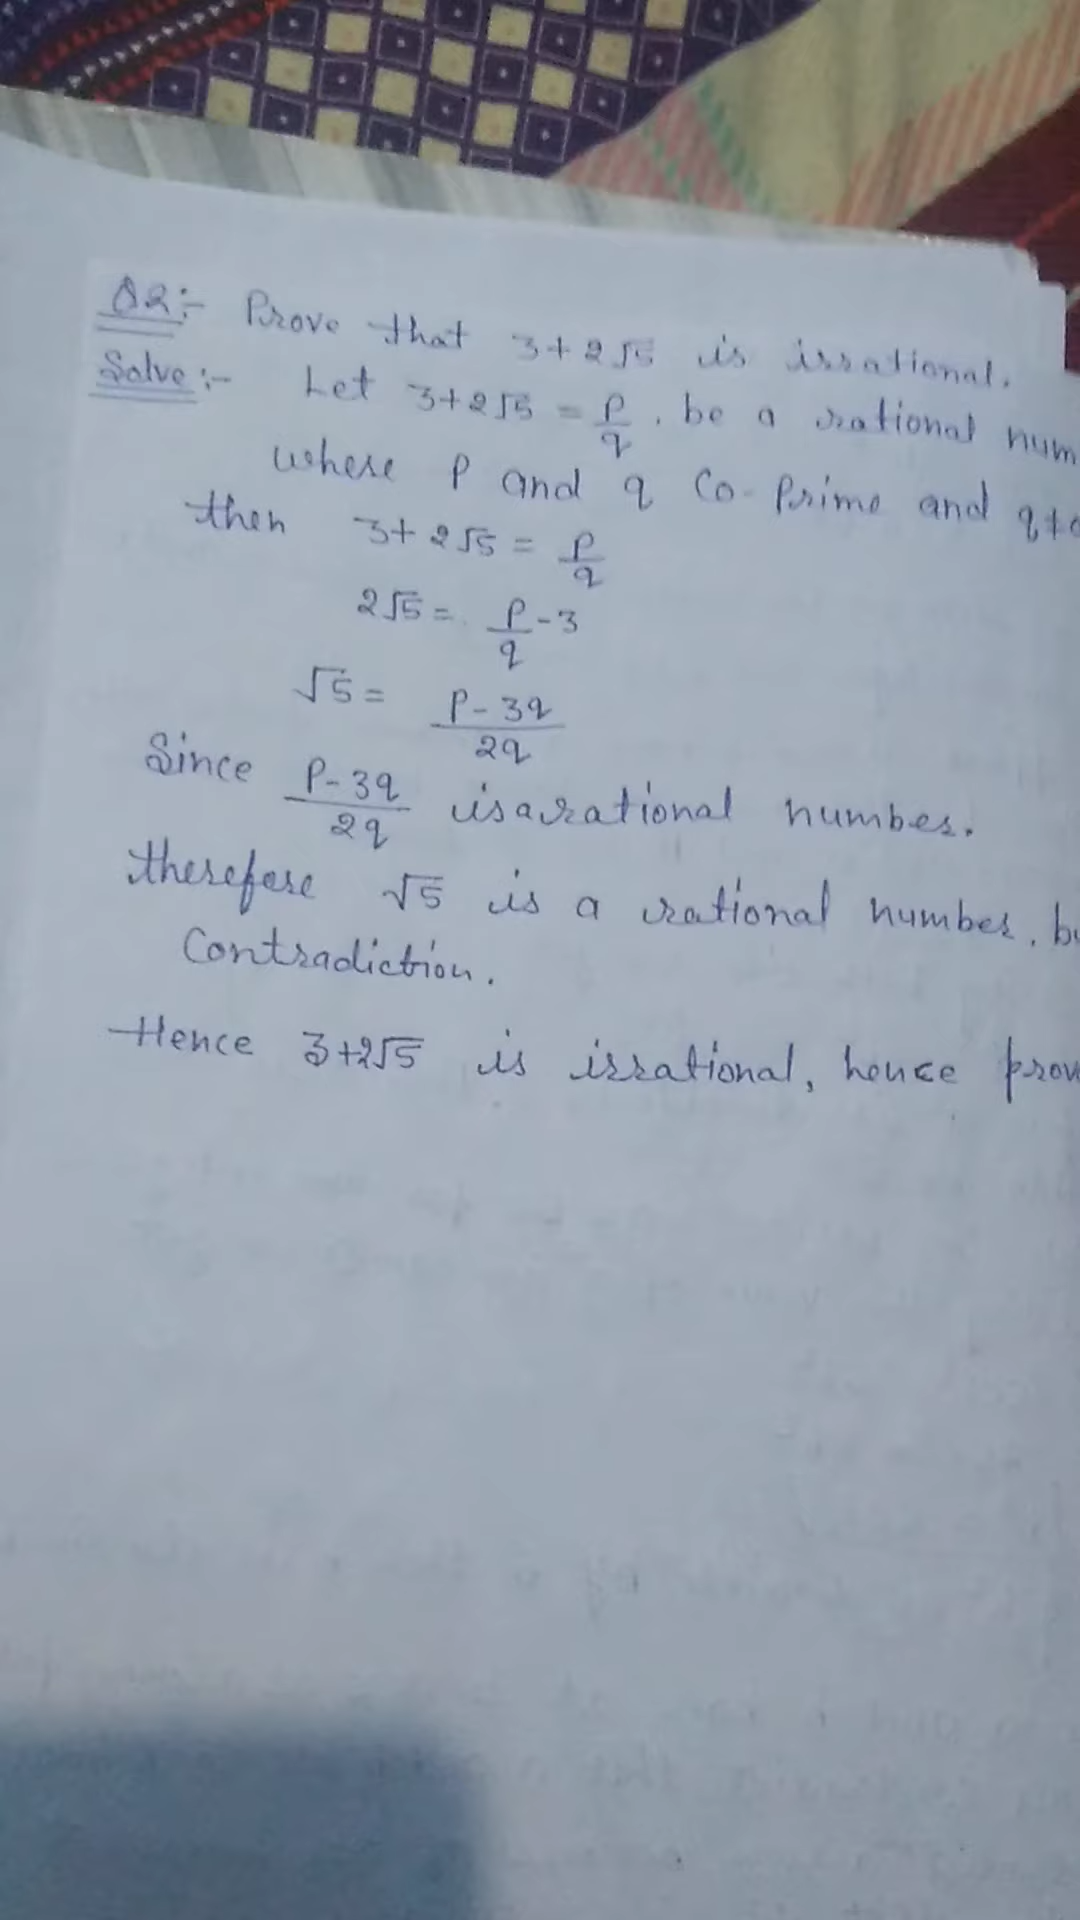 Q2:- Prove that 3+2√5 is irrational.
Solve:- Let 3+2√5 = p/q . be a rational num
where P and q Co-Prime and q≠0
then 3+2√5 = p/q
2√5 = p/q - 3
√5 = P-3q/2q
Since P-3q/2q is a rational number.
therefore √5 is a rational number, bu
Contradiction.
Hence 3+2√5 is irrational, hence prov